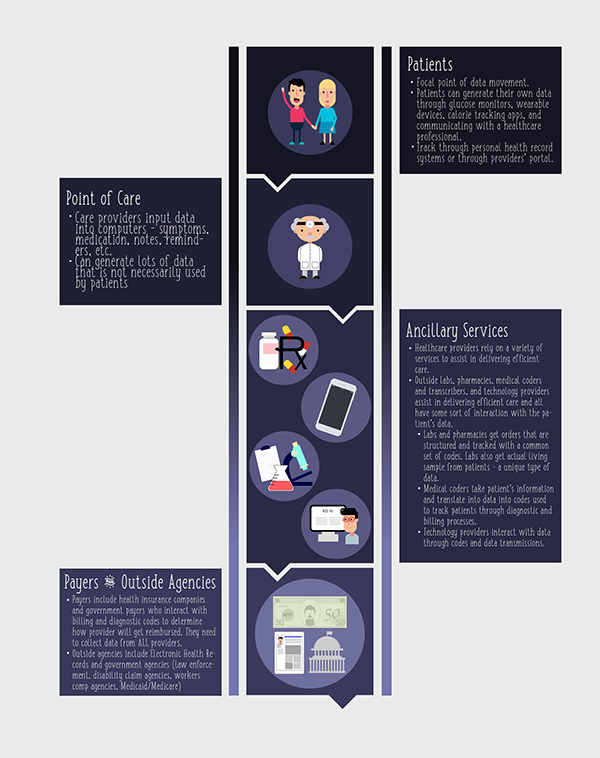 Patients
• Focal point of data movement.
• Patients can generate their own data
through glucose monitors, wearable
devices, calorie tracking apps, and
communicating with a healthcare
professional.
• Track through personal health record
systems or through providers' portal.
Point of Care
• Care providers input data
into computers - symptoms,
medication, notes, remind-
ers, etc.
• Can generate lots of data
that is not necessarily used
by patients
Rx
Ancillary Services
• Healthcare providers rely on a variety of
services to assist in delivering efficient
care.
• Outside labs, pharmacies, medical coders
and transcribers, and technology providers
assist in delivering efficient care and all
have some sort of interaction with the pa-
tient's data.
• Labs and pharmacies get orders that are
structured and tracked with a common
set of codes. Labs also get actual living
sample from patients - a unique type of
data.
• Medical coders take patient's information
and translate into data into codes used
to track patients through diagnostic and
billing processes.
• Technology providers interact with data
through codes and data transmissions.
Payers & Outside Agencies
• Payers include health insurance companies
and government payers who interact with
billing and diagnostic codes to determine
how provider will get reimbursed. They need
to collect data from ALL providers.
• Outside agencies include Electronic Health Re-
cords and government agencies (law enforce-
ment, disability claim agencies, workers
comp agencies, Medicaid/Medicare)
50